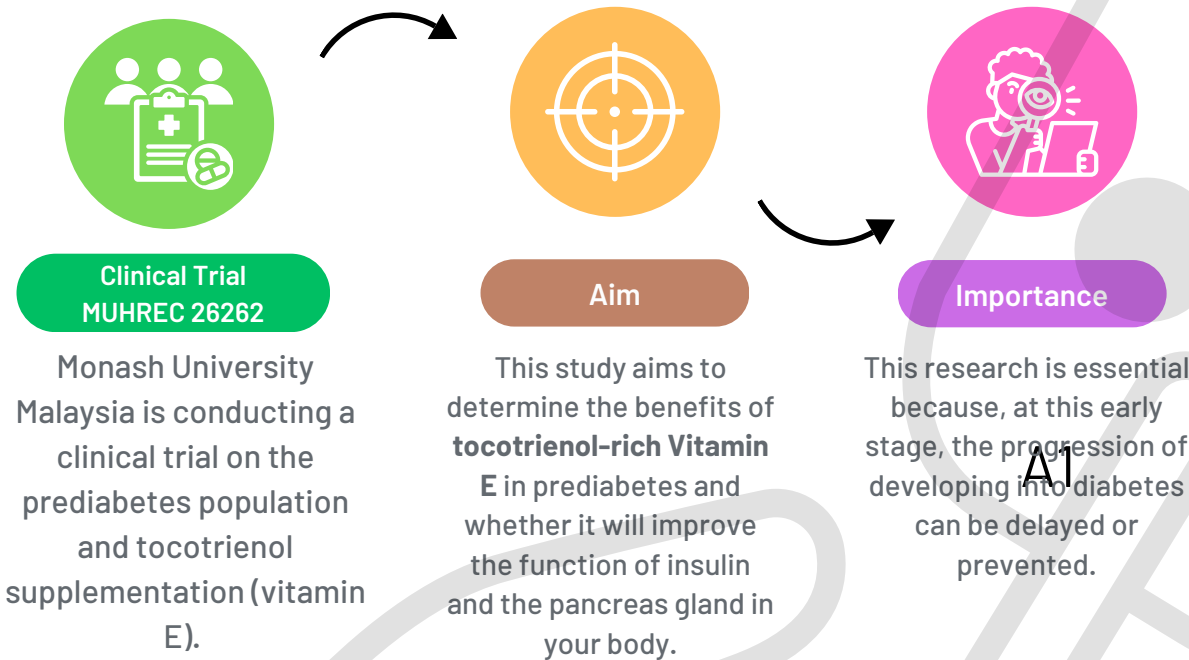 Clinical Trial
MUHREC 26262
Monash University
Malaysia is conducting a
clinical trial on the
prediabetes population
and tocotrienol
supplementation (vitamin
E).
Aim
This study aims to
determine the benefits of
tocotrienol-rich Vitamin
E in prediabetes and
whether it will improve
the function of insulin
and the pancreas gland in
your body.
Importance
This research is essential
because, at this early
stage, the progression of
developing into diabetes
can be delayed or
prevented.
A1